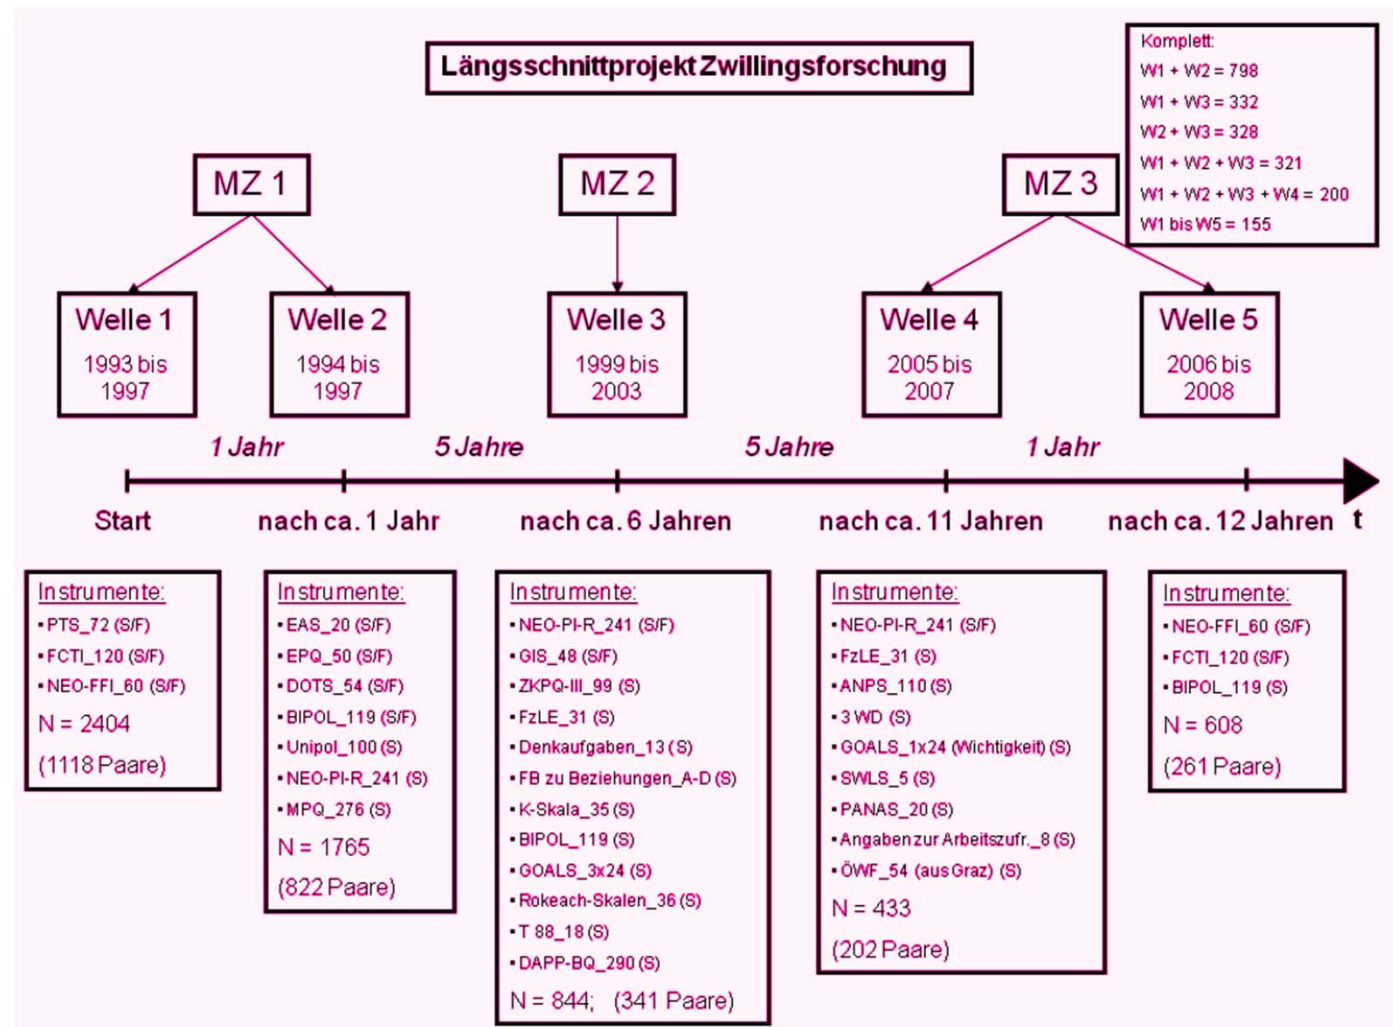 Längsschnittprojekt Zwillingsforschung
Komplett:
W1 + W2 = 798
W1 + W3 = 332
W2 + W3 = 328
W1 + W2 + W3 = 321
W1 + W2 + W3 + W4 = 200
W1 bis W5 = 155
MZ 1
MZ 2
MZ 3
Welle 1
1993 bis
1997
Welle 2
1994 bis
1997
Welle 3
1999 bis
2003
Welle 4
2005 bis
2007
Welle 5
2006 bis
2008
1 Jahr
5 Jahre
5 Jahre
1 Jahr
Start
nach ca. 1 Jahr
nach ca. 6 Jahren
nach ca. 11 Jahren
nach ca. 12 Jahren
t
Instrumente:
▪ PTS_72 (S/F)
▪ FCTI_120 (S/F)
▪ NEO-FFI_60 (S/F)
N = 2404
(1118 Paare)
Instrumente:
▪ EAS_20 (S/F)
▪ EPQ_50 (S/F)
▪ DOTS_54 (S/F)
▪ BIPOL_119 (S/F)
▪ Unipol_100 (S)
▪ NEO-PI-R_241 (S)
▪ MPQ_276 (S)
N = 1765
(822 Paare)
Instrumente:
▪ NEO-PI-R_241 (S/F)
▪ GIS_48 (S/F)
▪ ZKPQ-III_99 (S)
▪ FzLE_31 (S)
▪ Denkaufgaben_13 (S)
▪ FB zu Beziehungen_A-D (S)
▪ K-Skala_35 (S)
▪ BIPOL_119 (S)
▪ GOALS_3x24 (S)
▪ Rokeach-Skalen_36 (S)
▪ T 88_18 (S)
▪ DAPP-BQ_290 (S)
N = 844; (341 Paare)
Instrumente:
▪ NEO-PI-R_241 (S/F)
▪ FzLE_31 (S)
▪ ANPS_110 (S)
▪ 3 WD (S)
▪ GOALS_1x24 (Wichtigkeit) (S)
▪ SWLS_5 (S)
▪ PANAS_20 (S)
▪ Angaben zur Arbeitszufr._8 (S)
▪ ÖWF_54 (aus Graz) (S)
N = 433
(202 Paare)
Instrumente:
▪ NEO-FFI_60 (S/F)
▪ FCTI_120 (S/F)
▪ BIPOL_119 (S)
N = 608
(261 Paare)